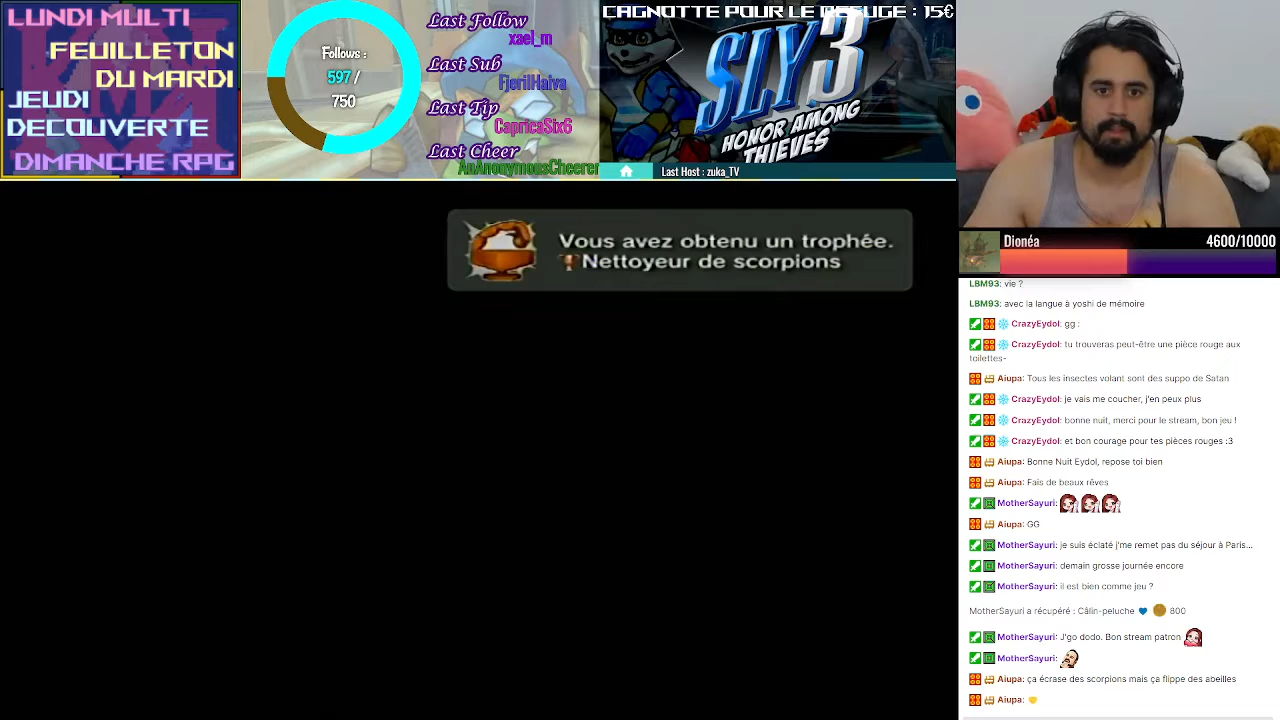 LUNDI MULTI
FEUILLETON
DU MARDI
JEUDI
DECOUVERTE
DIMANCHE RPG
Follows :
597 /
750
Last Follow
xael_m
Last Sub
FjerilHaiva
Last Tip
CapricaSix6
Last Cheer
AnAnonymousCheerer
CAGNOTTE POUR LE REFUGE : 15€
SLY 3
HONOR AMONG
THIEVES
Last Host : zuka_TV
Vous avez obtenu un trophée.
Nettoyeur de scorpions
Dionéa 4600/10000
LBM93: vie ?
LBM93: avec la langue à yoshi de mémoire
CrazyEydol: gg :
CrazyEydol: tu trouveras peut-être une pièce rouge aux
toilettes-
Aiupa: Tous les insectes volant sont des suppo de Satan
CrazyEydol: je vais me coucher, j'en peux plus
CrazyEydol: bonne nuit, merci pour le stream, bon jeu !
CrazyEydol: et bon courage pour tes pièces rouges :3
Aiupa: Bonne Nuit Eydol, repose toi bien
Aiupa: Fais de beaux rêves
MotherSayuri:
Aiupa: GG
MotherSayuri: je suis éclaté j'me remet pas du séjour à Paris...
MotherSayuri: demain grosse journée encore
MotherSayuri: il est bien comme jeu ?
MotherSayuri a récupéré : Câlin-peluche 800
MotherSayuri: J'go dodo. Bon stream patron
MotherSayuri:
Aiupa: ça écrase des scorpions mais ça flippe des abeilles
Aiupa: